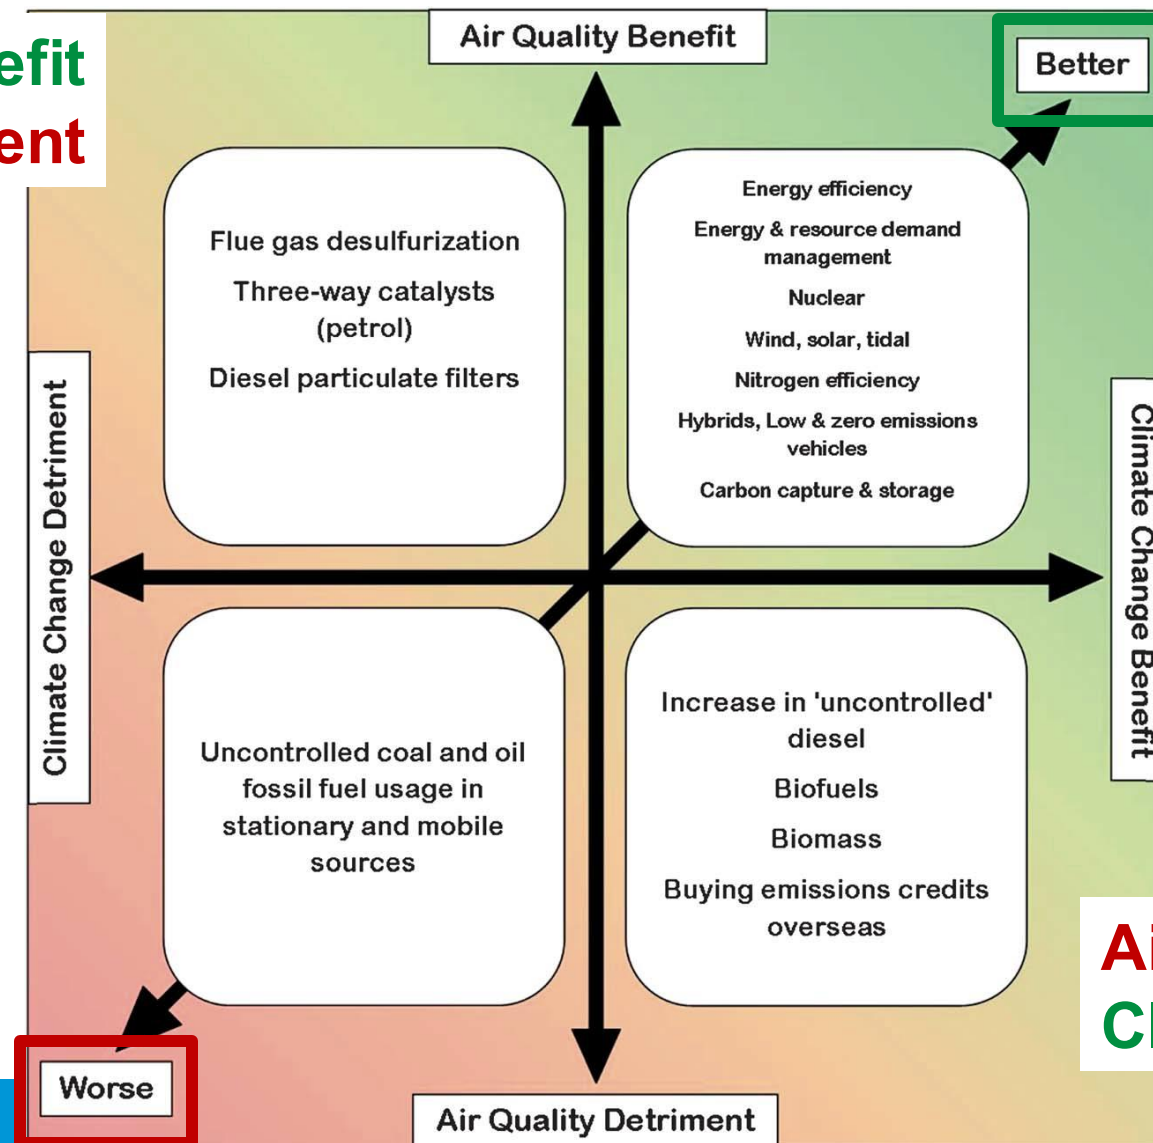 Air Quality Benefit
Better
efit
ent
Flue gas desulfurization
Three-way catalysts
(petrol)
Diesel particulate filters
Energy efficiency
Energy & resource demand
management
Nuclear
Wind, solar, tidal
Nitrogen efficiency
Hybrids, Low & zero emissions
vehicles
Carbon capture & storage
Climate Change Detriment
Climate Change Benefit
Uncontrolled coal and oil
fossil fuel usage in
stationary and mobile
sources
Increase in 'uncontrolled'
diesel
Biofuels
Biomass
Buying emissions credits
overseas
Ai
Cl
Worse
Air Quality Detriment